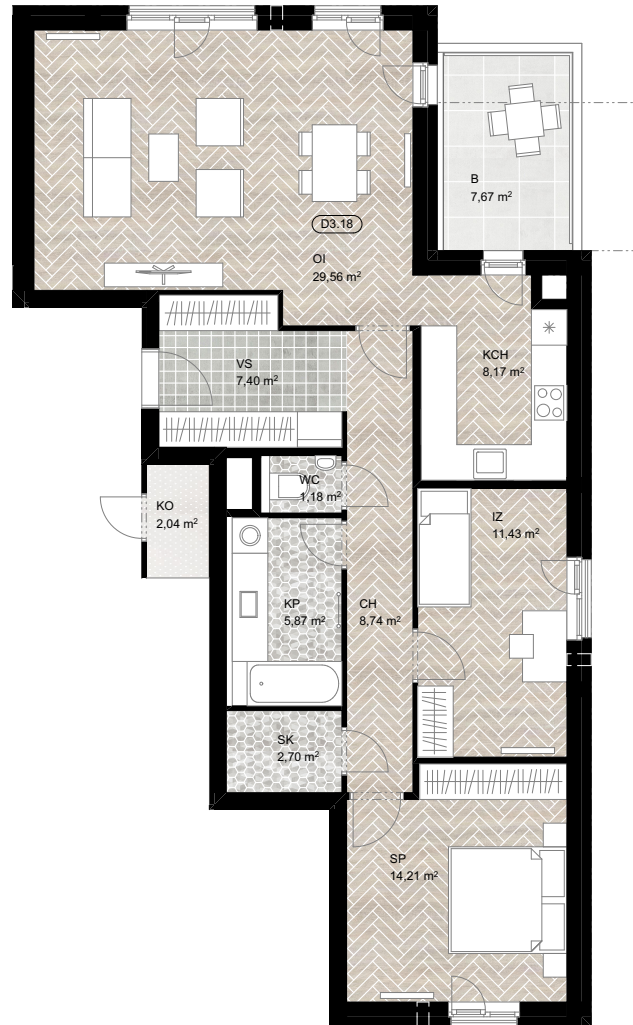 B
7,67 m²
D3.18
OI
29,56 m²
KCH
8,17 m²
VS
7,40 m²
WC
1,18 m²
KO
2,04 m²
IZ
11,43 m²
KP
5,87 m²
CH
8,74 m²
SK
2,70 m²
SP
14,21 m²